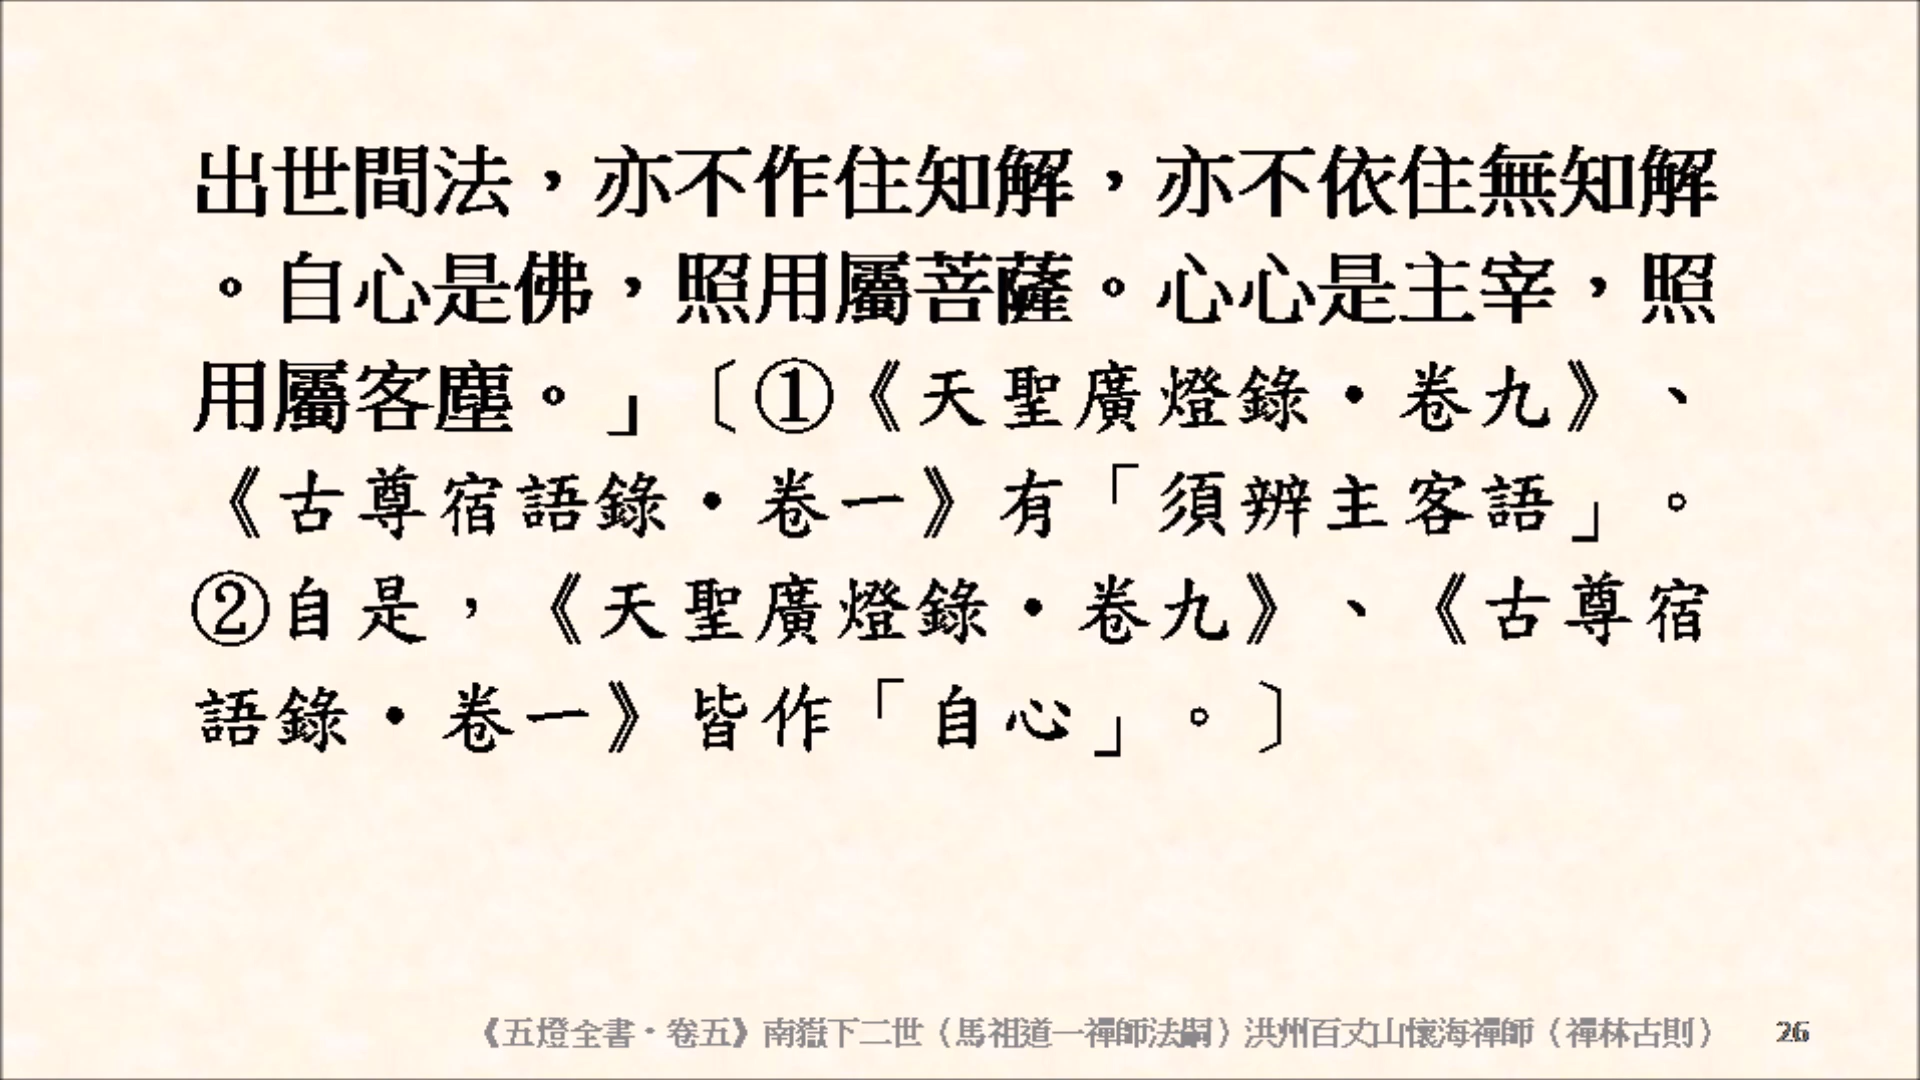 出世間法，亦不作住知解，亦不依住無知解
。自心是佛，照用屬菩薩。心心是主宰，照
用屬客塵。」〔①《天聖廣燈錄•卷九》、
《古尊宿語錄•卷一》有「須辨主客語」。
②自是，《天聖廣燈錄•卷九》、《古尊宿
語錄•卷一》皆作「自心」。〕
《五燈全書•卷五》南嶽下二世（馬祖道一禪師法嗣）洪州百丈山懷海禪師（禪林古則） 26